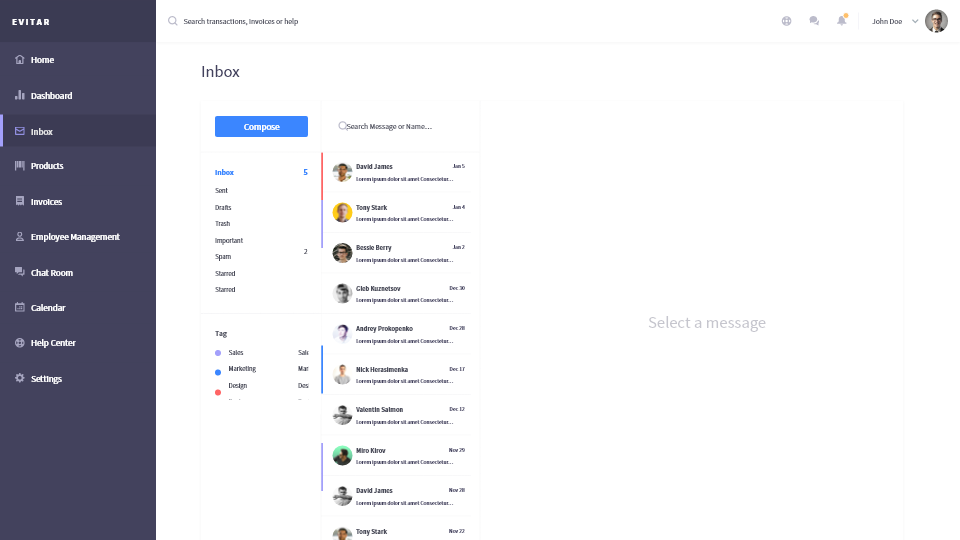 EVITAR
Search transactions, Invoices or help
John Doe
Home
Dashboard
Inbox
Products
Invoices
Employee Management
Chat Room
Calendar
Help Center
Settings
Inbox
Compose
Inbox 5
Sent
Drafts
Trash
Important
Spam 2
Starred
Starred
Tag
Sales
Marketing
Design
Search Message or Name...
David James Jan 5
Lorem ipsum dolor sit amet Consectetur...
Tony Stark Jan 4
Lorem ipsum dolor sit amet Consectetur...
Bessie Berry Jan 2
Lorem ipsum dolor sit amet Consectetur...
Gleb Kuznetsov Dec 30
Lorem ipsum dolor sit amet Consectetur...
Andrey Prokopenko Dec 28
Lorem ipsum dolor sit amet Consectetur...
Nick Herasimenka Dec 17
Lorem ipsum dolor sit amet Consectetur...
Valentin Salmon Dec 12
Lorem ipsum dolor sit amet Consectetur...
Miro Kirov Nov 29
Lorem ipsum dolor sit amet Consectetur...
David James Nov 28
Lorem ipsum dolor sit amet Consectetur...
Tony Stark Nov 22
Select a message